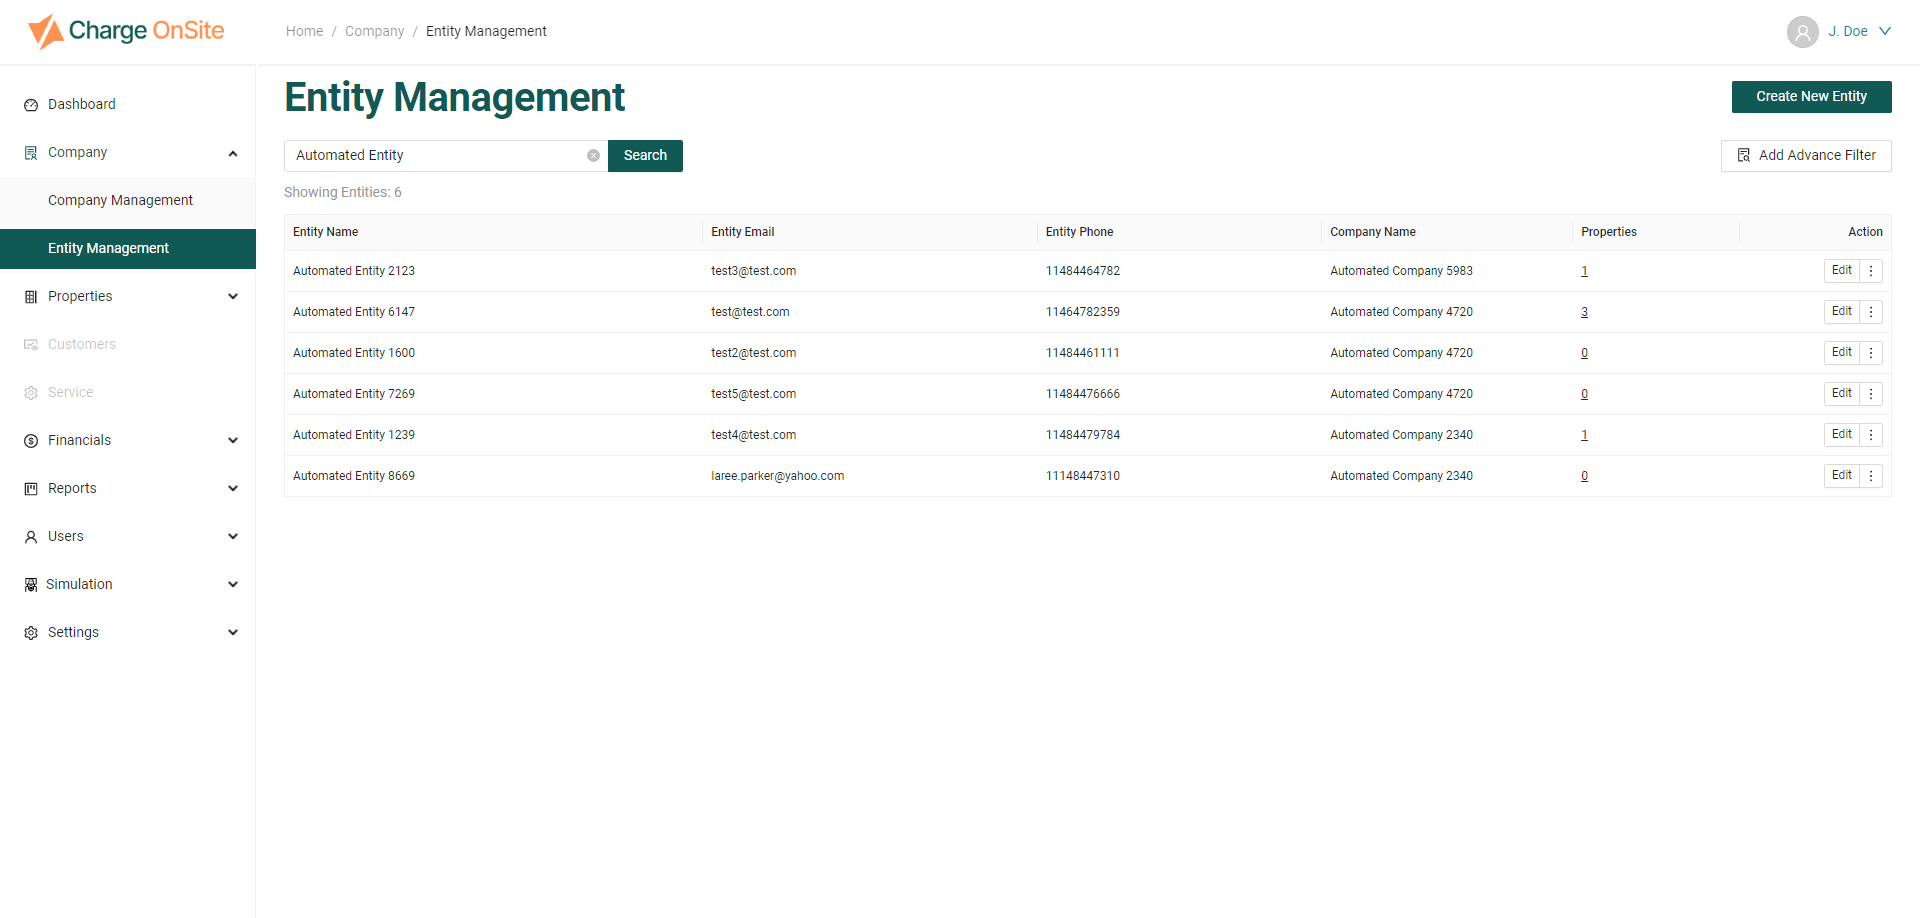 Charge OnSite
Home / Company / Entity Management
J. Doe
Dashboard
Company
Company Management
Entity Management
Properties
Customers
Service
Financials
Reports
Users
Simulation
Settings
Entity Management
Create New Entity
Automated Entity
Search
Add Advance Filter
Showing Entities: 6
Entity Name Entity Email Entity Phone Company Name Properties Action
Automated Entity 2123 test3@test.com 11484464782 Automated Company 5983 1 Edit
Automated Entity 6147 test@test.com 11464782359 Automated Company 4720 3 Edit
Automated Entity 1600 test2@test.com 11484461111 Automated Company 4720 0 Edit
Automated Entity 7269 test5@test.com 11484476666 Automated Company 4720 0 Edit
Automated Entity 1239 test4@test.com 11484479784 Automated Company 2340 1 Edit
Automated Entity 8669 laree.parker@yahoo.com 11148447310 Automated Company 2340 0 Edit